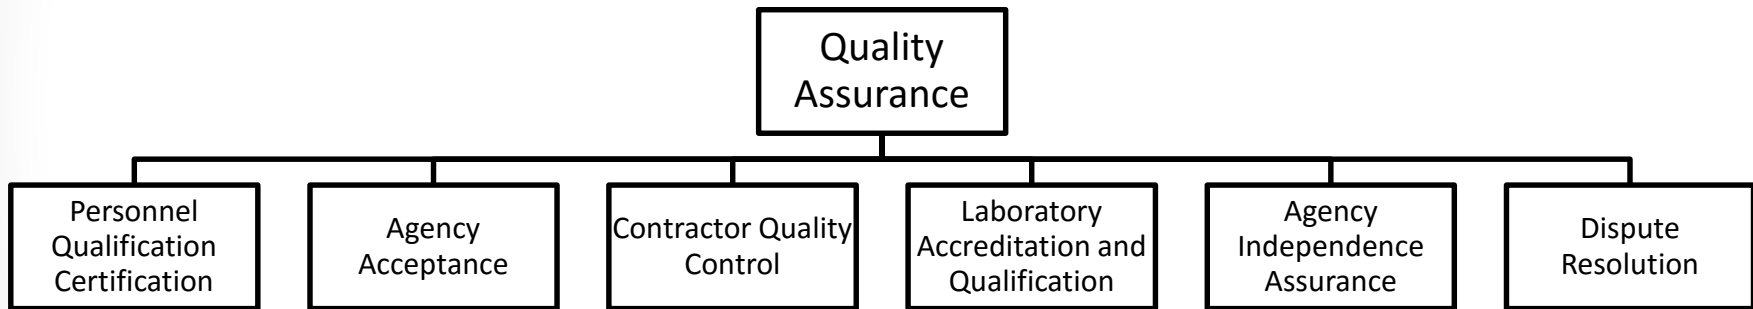 Quality
Assurance
Personnel
Qualification
Certification
Agency
Acceptance
Contractor Quality
Control
Laboratory
Accreditation and
Qualification
Agency
Independence
Assurance
Dispute
Resolution